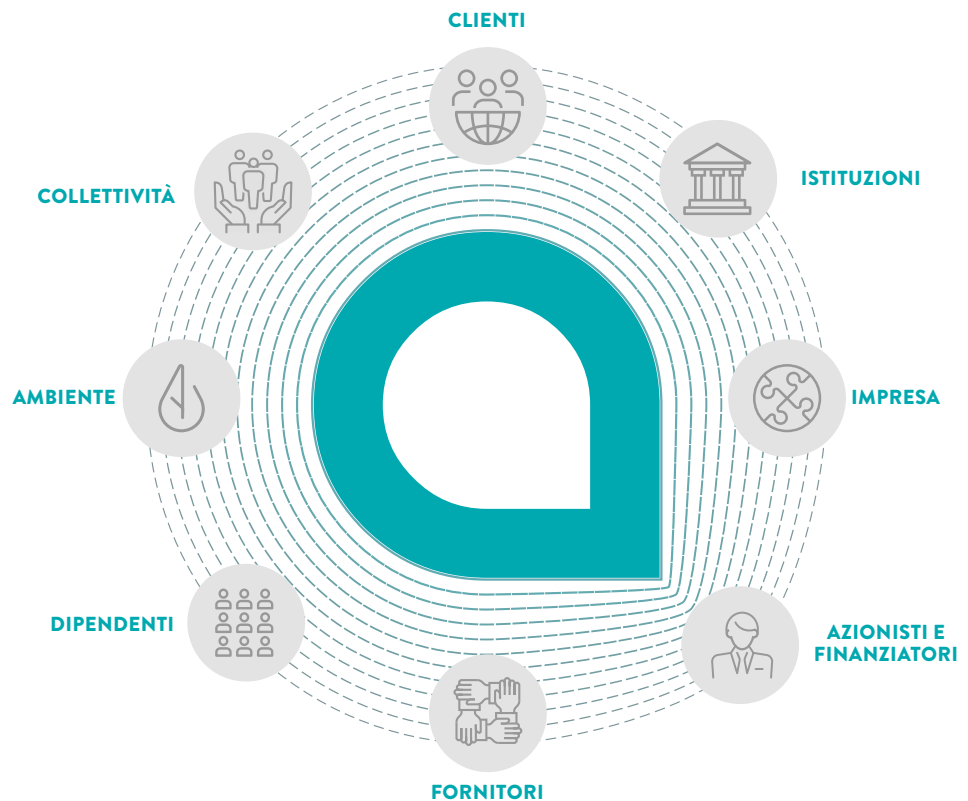 CLIENTI
ISTITUZIONI
COLLETTIVITÀ
AMBIENTE
IMPRESA
DIPENDENTI
AZIONISTI E
FINANZIATORI
FORNITORI